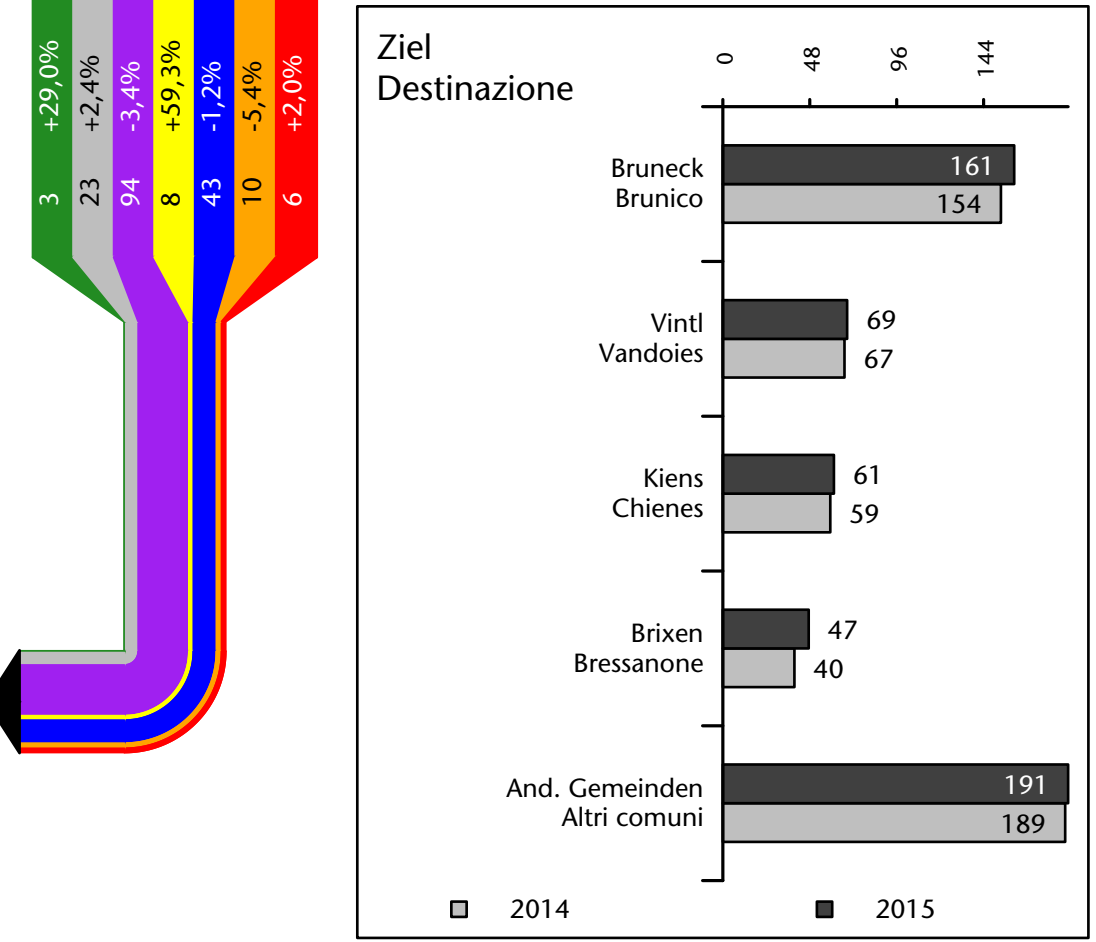 +29,0%
+2,4%
-3,4%
+59,3%
-1,2%
-5,4%
+2,0%
3
23
94
8
43
10
6
Ziel
Destinazione
0
48
96
144
Bruneck
Brunico
161
154
Vintl
Vandoies
69
67
Kiens
Chienes
61
59
Brixen
Bressanone
47
40
And. Gemeinden
Altri comuni
191
189
2014
2015